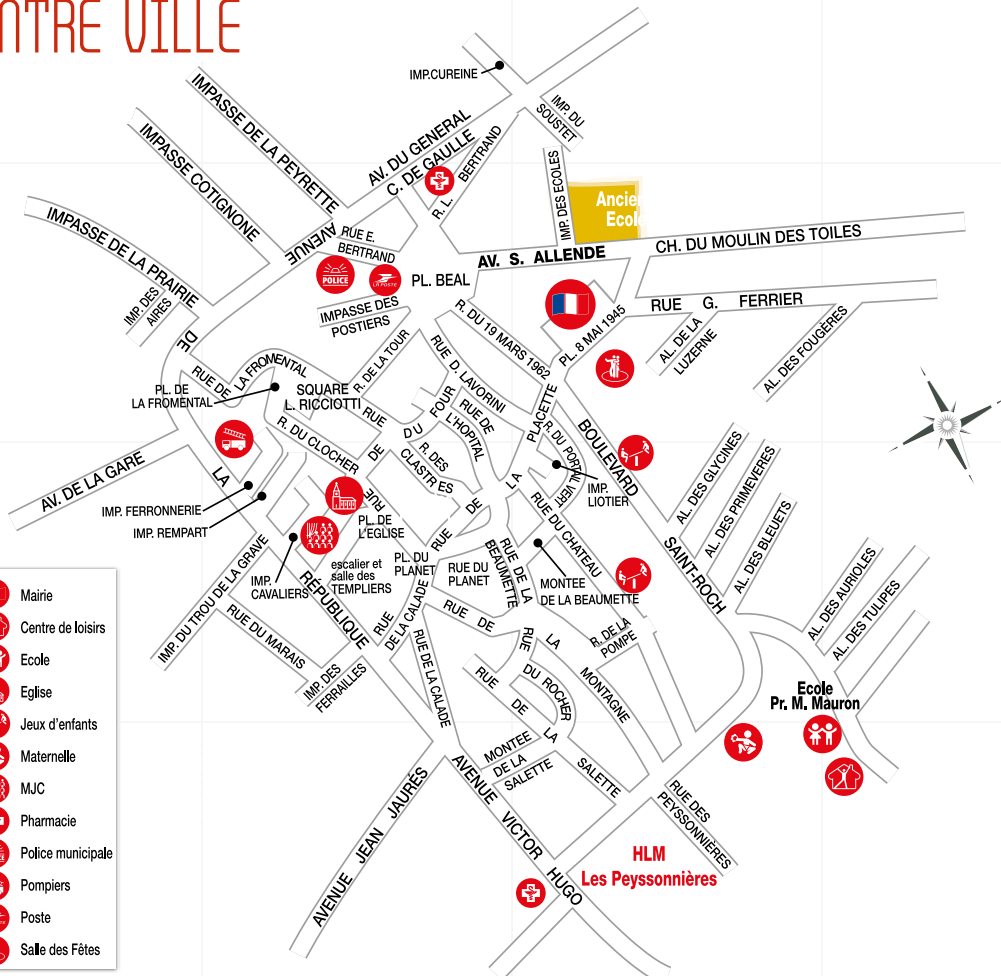 NTRE VILLE
IMP.CUREINE
IMP. DU
SOUSTET
IMPASSE DE LA PEYRETTE
AV. DU GENERAL
C. DE GAULLE
R. L. BERTRAND
IMPASSE COTIGNONE
IMP. DES ECOLES
Ancie
Ecol
IMPASSE DE LA PRAIRIE
IMP. DES
AIRES
AVENUE
RUE E.
BERTRAND
POLICE
LA POSTE
PL. BEAL
AV. S. ALLENDE
CH. DU MOULIN DES TOILES
IMPASSE DES
POSTIERS
R. DU 19 MARS 1962
PL. 8 MAI 1945
RUE G. FERRIER
AL. DE LA
LUZERNE
AL. DES FOUGÈRES
DE
RUE DE LA FROMENTAL
PL. DE
LA FROMENTAL
SQUARE
L. RICCIOTTI
R. DE LA TOUR
RUE D. LAVORINI
RUE DU FOUR
RUE DE
L'HOPITAL
PLACETTE
R. DU CLOCHER
RUE DE LA
R. DES
CLASTRES
R. DU PORTAIL VERT
BOULEVARD
SAINT-ROCH
IMP.
LIOTIER
AL. DES GLYCINES
AL. DES PRIMEVERES
AL. DES BLEUETS
AV. DE LA GARE
LA
IMP. FERRONNERIE
IMP. REMPART
RUE
PL. DE
L'EGLISE
RUE DU CHATEAU
IMP.
CAVALIERS
escalier et
salle des
TEMPLIERS
PL. DU
PLANET
RUE DU
PLANET
RUE DE LA
BEAUMETTE
MONTEE
DE LA BEAUMETTE
IMP. DU TROU DE LA GRAVE
RÉPUBLIQUE
RUE DU MARAIS
IMP. DES
FERRAILLES
RUE
DE LA CALADE
RUE DE LA CALADE
RUE DE LA MONTAGNE
R. DE LA
POMPE
RUE
DU ROCHER
RUE DE LA SALETTE
MONTEE
DE LA
SALETTE
AL. DES AURIOLES
AL. DES TULIPES
Ecole
Pr. M. Mauron
AVENUE JEAN JAURÈS
AVENUE VICTOR HUGO
RUE DES
PEYSSONNIÈRES
HLM
Les Peyssonnières
Mairie
Centre de loisirs
Ecole
Eglise
Jeux d'enfants
Maternelle
MJC
Pharmacie
Police municipale
Pompiers
Poste
Salle des Fêtes